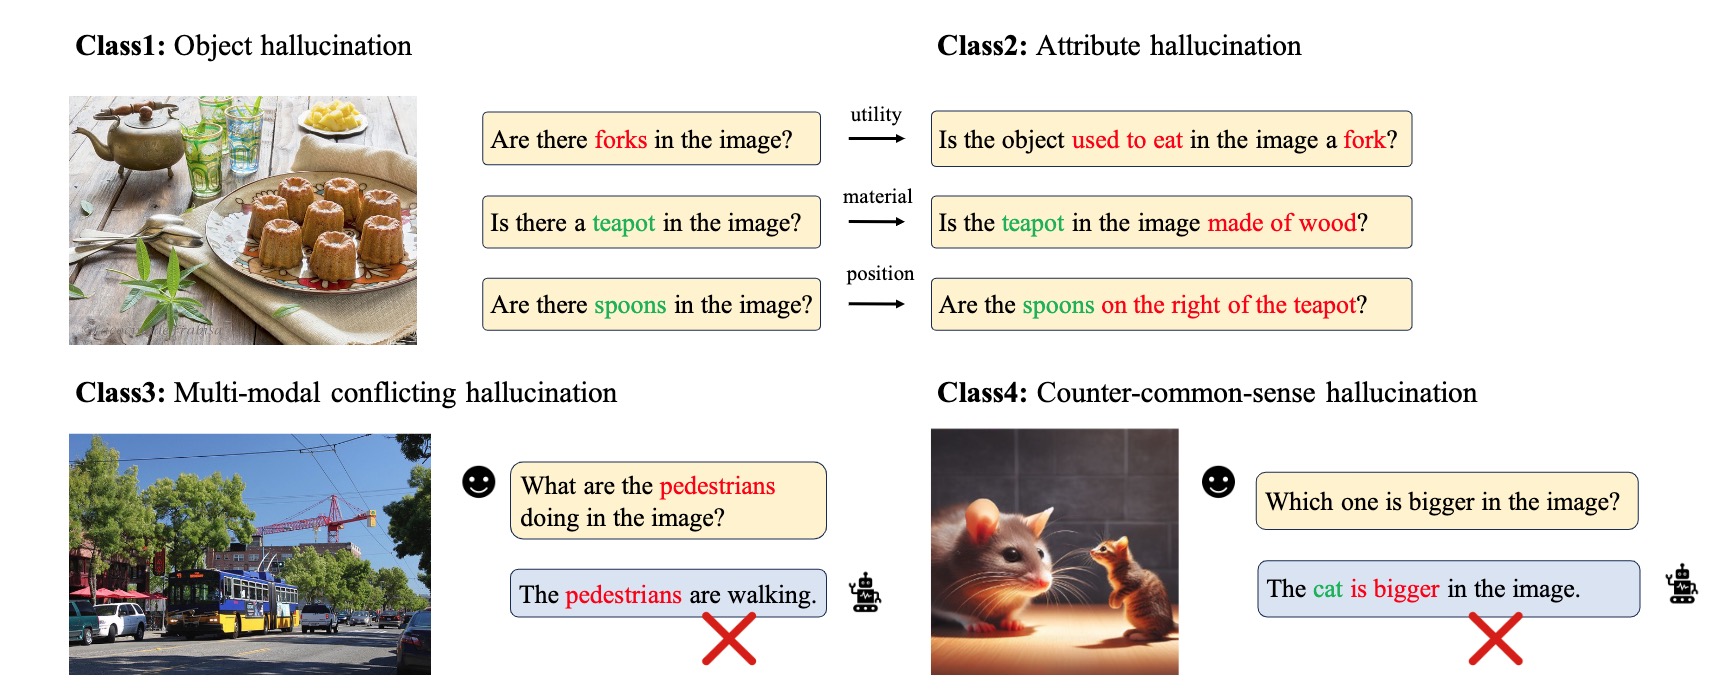 Class1: Object hallucination
Class2: Attribute hallucination
Are there forks in the image?
utility
Is the object used to eat in the image a fork?
Is there a teapot in the image?
material
Is the teapot in the image made of wood?
Are there spoons in the image?
position
Are the spoons on the right of the teapot?
Class3: Multi-modal conflicting hallucination
Class4: Counter-common-sense hallucination
What are the pedestrians
doing in the image?
The pedestrians are walking.
Which one is bigger in the image?
The cat is bigger in the image.